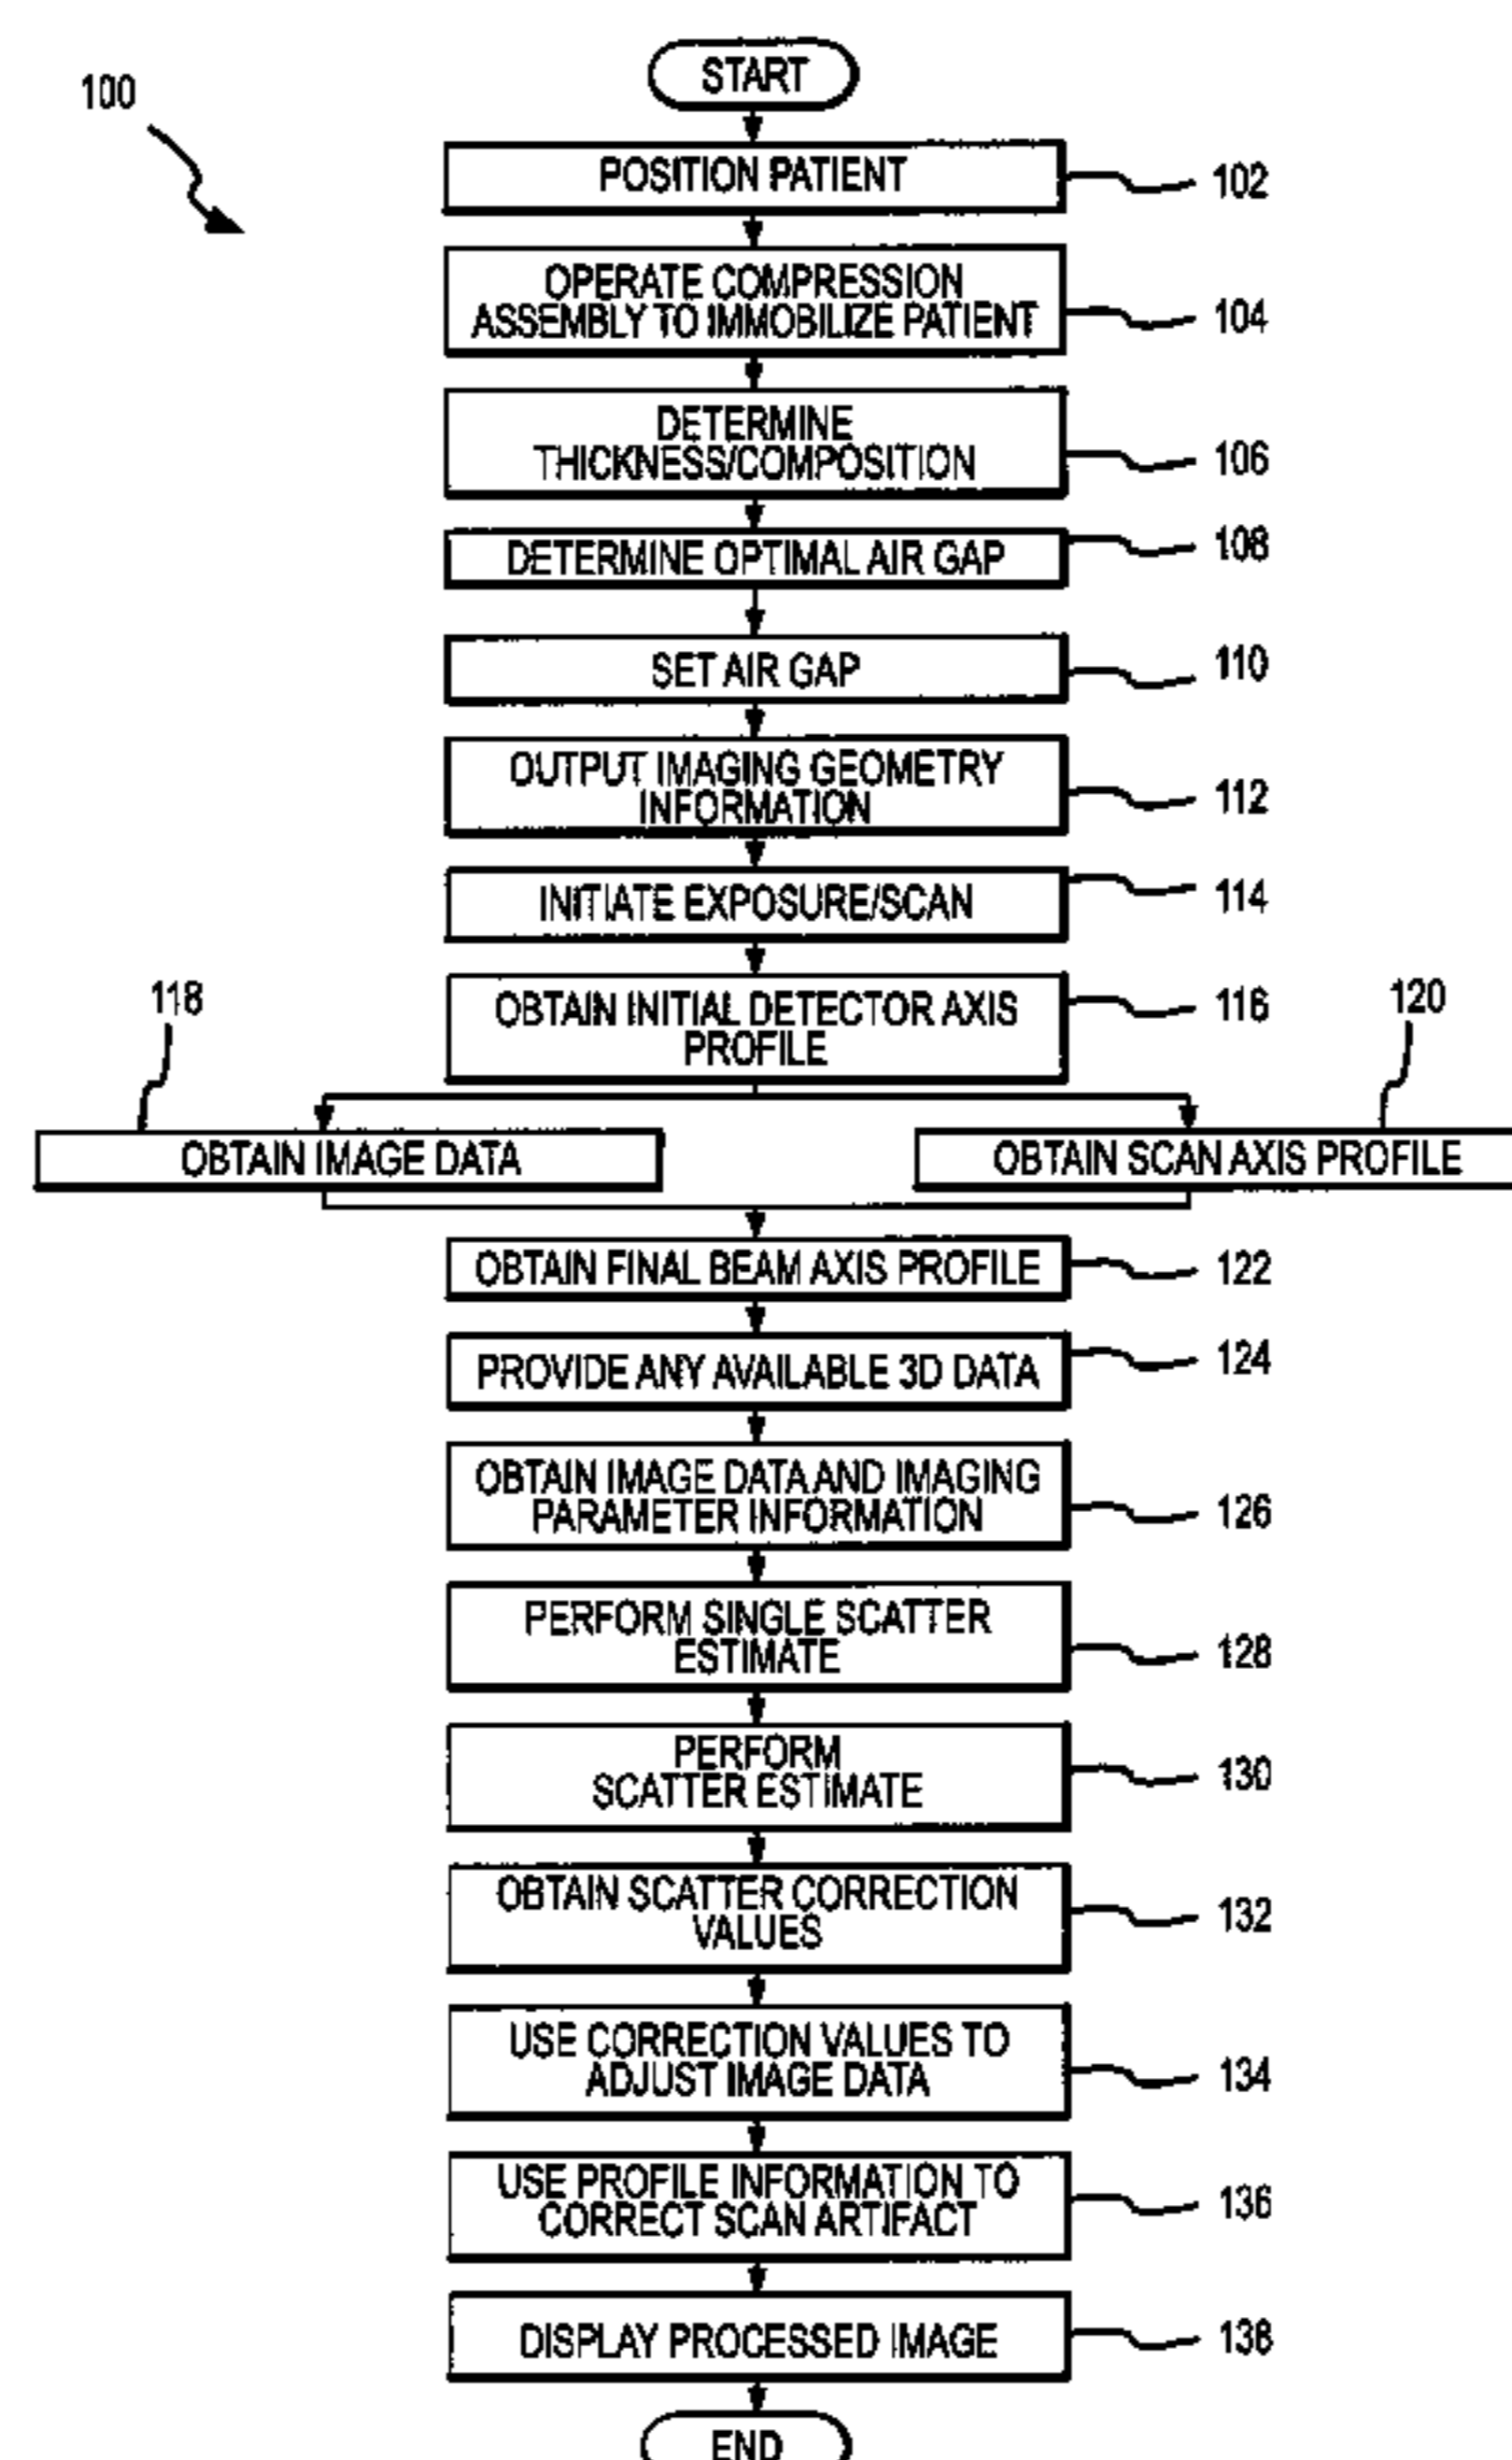 100
START
POSITION PATIENT
102
OPERATE COMPRESSION
ASSEMBLY TO IMMOBILIZE PATIENT
104
DETERMINE
THICKNESS/COMPOSITION
106
DETERMINE OPTIMAL AIR GAP
108
SET AIR GAP
110
OUTPUT IMAGING GEOMETRY
INFORMATION
112
INITIATE EXPOSURE/SCAN
114
OBTAIN INITIAL DETECTOR AXIS
PROFILE
116
118
120
OBTAIN IMAGE DATA
OBTAIN SCAN AXIS PROFILE
OBTAIN FINAL BEAM AXIS PROFILE
122
PROVIDE ANY AVAILABLE 3D DATA
124
OBTAIN IMAGE DATA AND IMAGING
PARAMETER INFORMATION
126
PERFORM SINGLE SCATTER
ESTIMATE
128
PERFORM
SCATTER ESTIMATE
130
OBTAIN SCATTER CORRECTION
VALUES
132
USE CORRECTION VALUES TO
ADJUST IMAGE DATA
134
USE PROFILE INFORMATION TO
CORRECT SCAN ARTIFACT
136
DISPLAY PROCESSED IMAGE
138
END